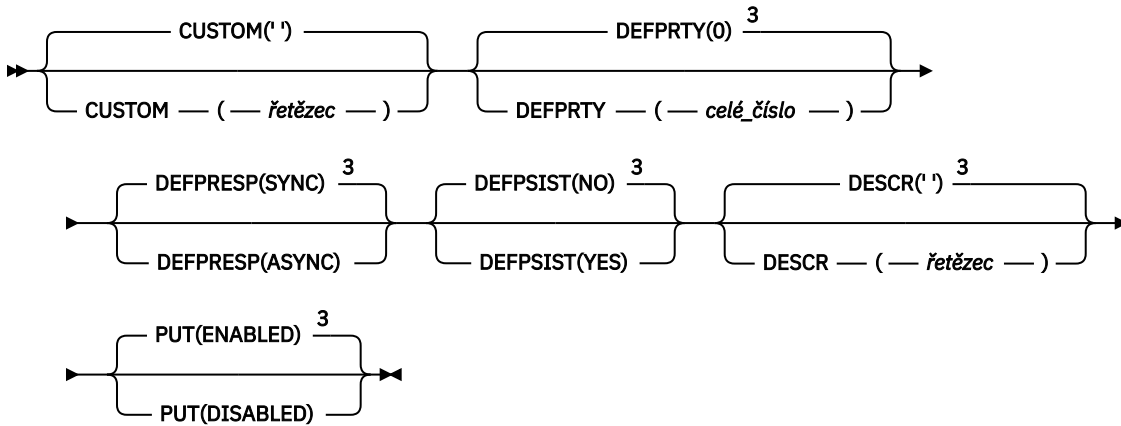 CUSTOM(' ') DEFPRTY(0) 3
CUSTOM ( řetězec ) DEFPRTY ( celé_číslo )
DEFPRESP(SYNC) 3 DEFPSIST(NO) 3 DESCR(' ') 3
DEFPRESP(ASYNC) DEFPSIST(YES) DESCR ( řetězec )
PUT(ENABLED) 3
PUT(DISABLED)